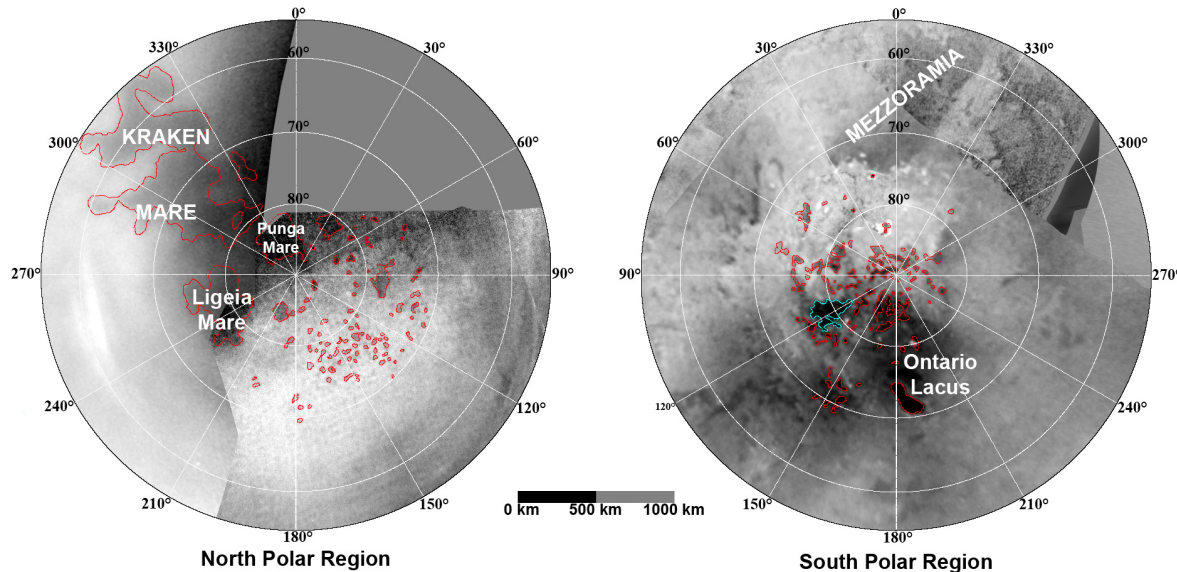 0°
330°
30°
60°
KRAKEN
70°
300°
60°
MARE
80°
Punga
Mare
270°
90°
Ligeia
Mare
240°
120°
210°
150°
180°
North Polar Region
0 km 500 km 1000 km
0°
30°
330°
60°
MEZZORAMIA
70°
60°
300°
80°
90°
270°
Ontario
Lacus
120°
240°
150°
210°
180°
South Polar Region